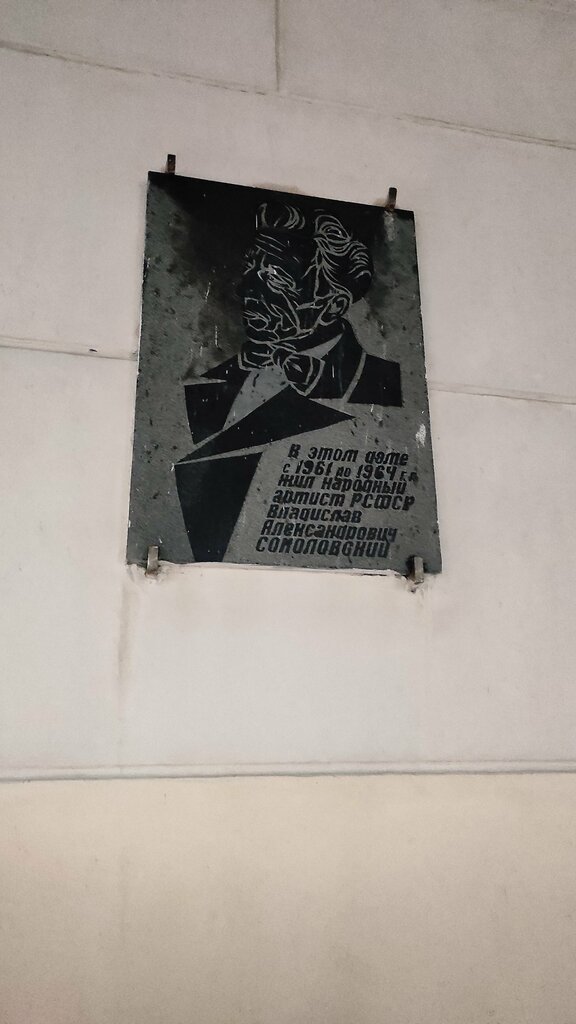 В этом доме
с 1961 по 1964 г.г.
жил народный
артист РСФСР
Владислав
Александрович
СОКОЛОВСКИЙ